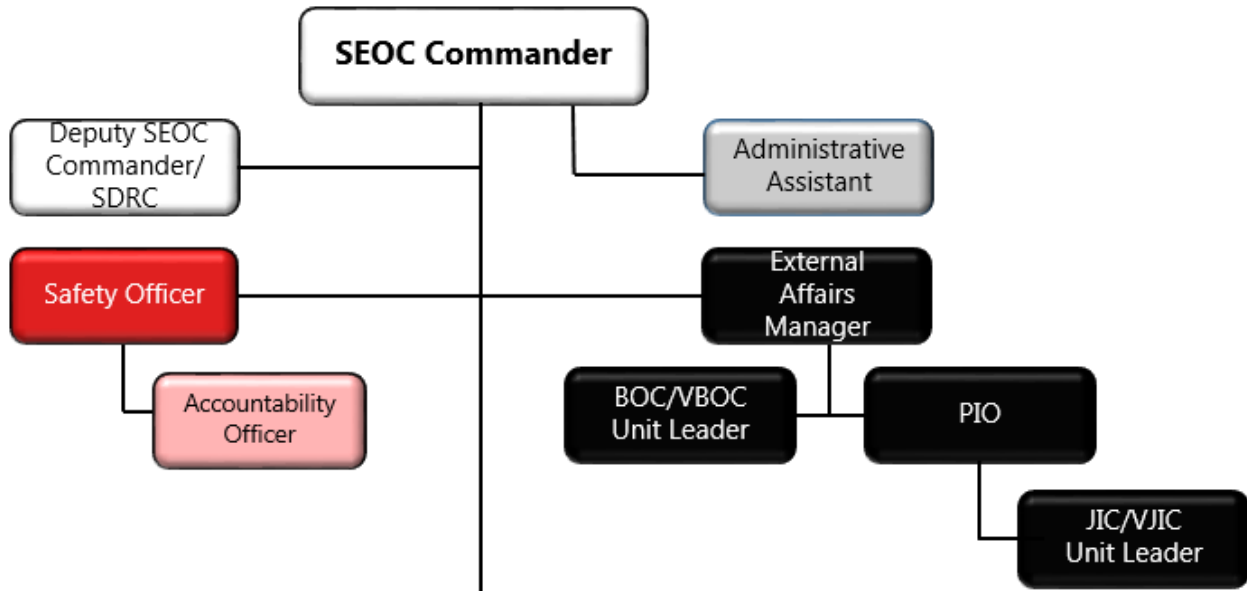 SEOC Commander
Deputy SEOC
Commander/
SDRC
Administrative
Assistant
Safety Officer
External
Affairs
Manager
Accountability
Officer
BOC/VBOC
Unit Leader
PIO
JIC/VJIC
Unit Leader